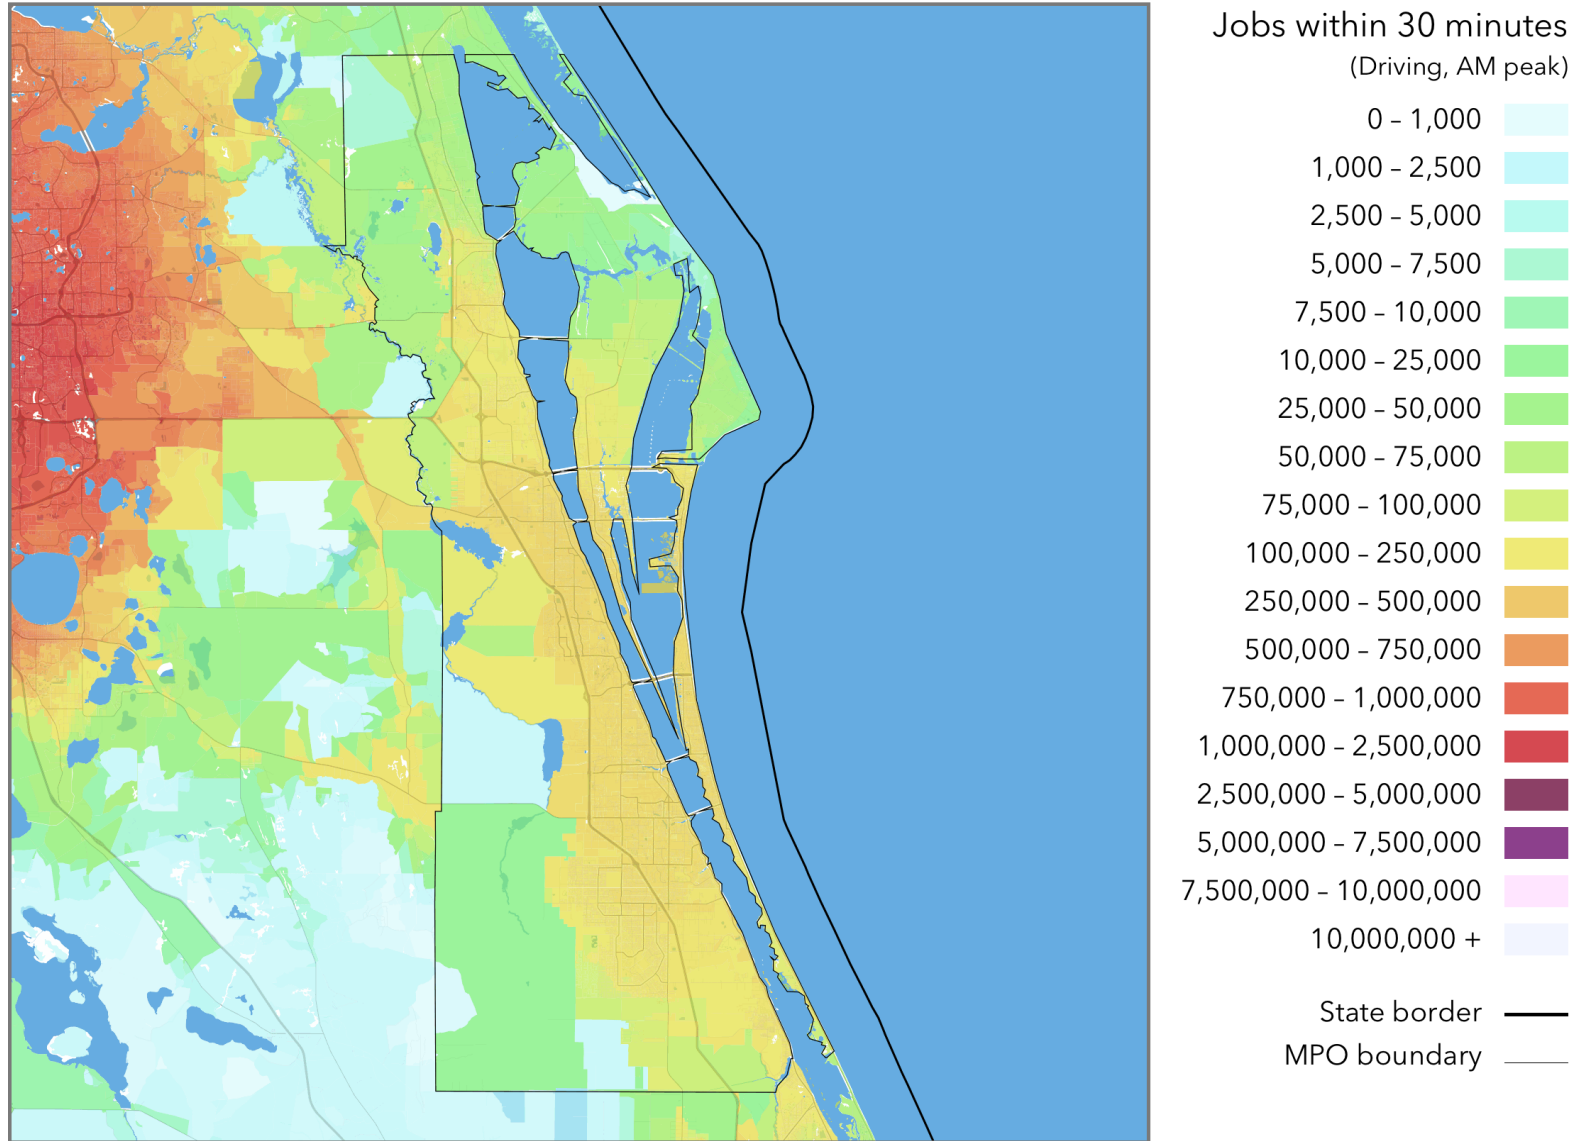 Jobs within 30 minutes
(Driving, AM peak)
0 – 1,000
1,000 – 2,500
2,500 – 5,000
5,000 – 7,500
7,500 – 10,000
10,000 – 25,000
25,000 – 50,000
50,000 – 75,000
75,000 – 100,000
100,000 – 250,000
250,000 – 500,000
500,000 – 750,000
750,000 – 1,000,000
1,000,000 – 2,500,000
2,500,000 – 5,000,000
5,000,000 – 7,500,000
7,500,000 – 10,000,000
10,000,000 +
State border
MPO boundary